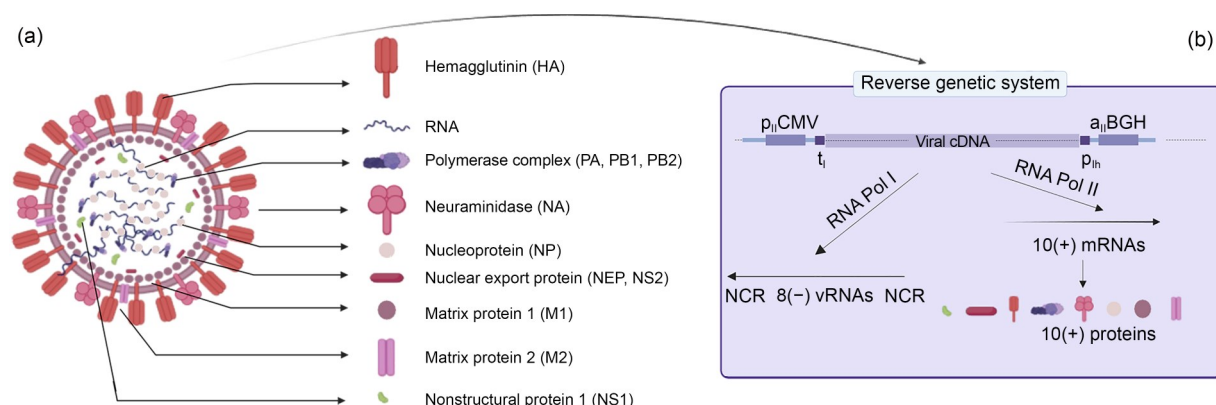 (a)
Hemagglutinin (HA)
RNA
Polymerase complex (PA, PB1, PB2)
Neuraminidase (NA)
Nucleoprotein (NP)
Nuclear export protein (NEP, NS2)
Matrix protein 1 (M1)
Matrix protein 2 (M2)
Nonstructural protein 1 (NS1)
(b)
Reverse genetic system
pIICMV
aIIBGH
Viral cDNA
tI
pIh
RNA Pol I
RNA Pol II
10(+) mRNAs
NCR 8(−) vRNAs NCR
10(+) proteins